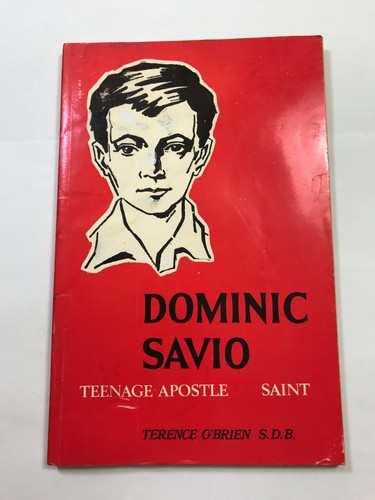 DOMINIC
SAVIO
TEENAGE APOSTLE SAINT
TERENCE O'BRIEN S.D.B.